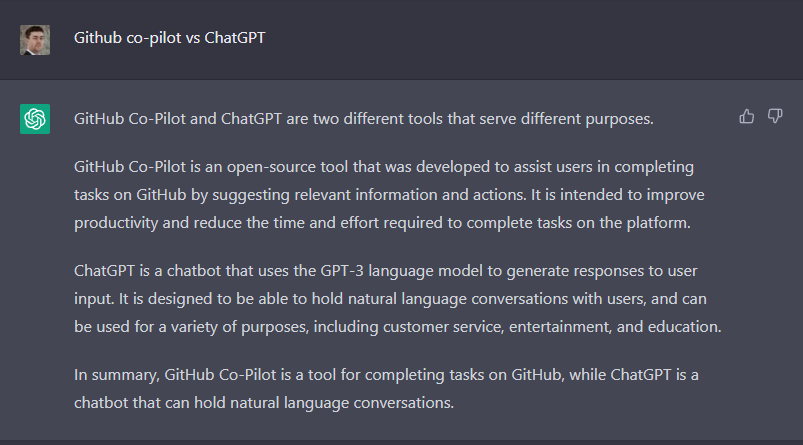 Github co-pilot vs ChatGPT
GitHub Co-Pilot and ChatGPT are two different tools that serve different purposes.
GitHub Co-Pilot is an open-source tool that was developed to assist users in completing
tasks on GitHub by suggesting relevant information and actions. It is intended to improve
productivity and reduce the time and effort required to complete tasks on the platform.
ChatGPT is a chatbot that uses the GPT-3 language model to generate responses to user
input. It is designed to be able to hold natural language conversations with users, and can
be used for a variety of purposes, including customer service, entertainment, and education.
In summary, GitHub Co-Pilot is a tool for completing tasks on GitHub, while ChatGPT is a
chatbot that can hold natural language conversations.